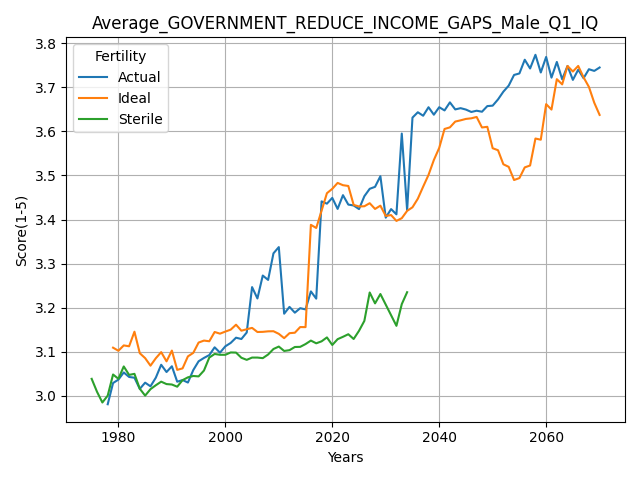 Average_GOVERNMENT_REDUCE_INCOME_GAPS_Male_Q1_IQ
Fertility
Actual
Ideal
Sterile
Score(1-5)
3.8
3.7
3.6
3.5
3.4
3.3
3.2
3.1
3.0
1980 2000 2020 2040 2060
Years